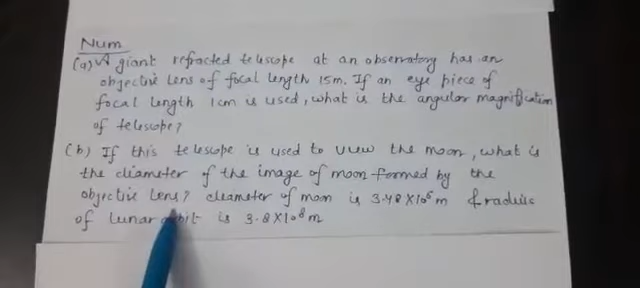 Num
(a) A giant refracted telescope at an observatory has an
objective lens of focal length 15m. If an eye piece of
focal length 1cm is used, what is the angular magnification
of telescope?
(b) If this telescope is used to view the moon, what is
the diameter of the image of moon formed by the
objective lens? diameter of moon is 3.48×10⁶m & radius
of lunar orbit is 3.8×10⁸m